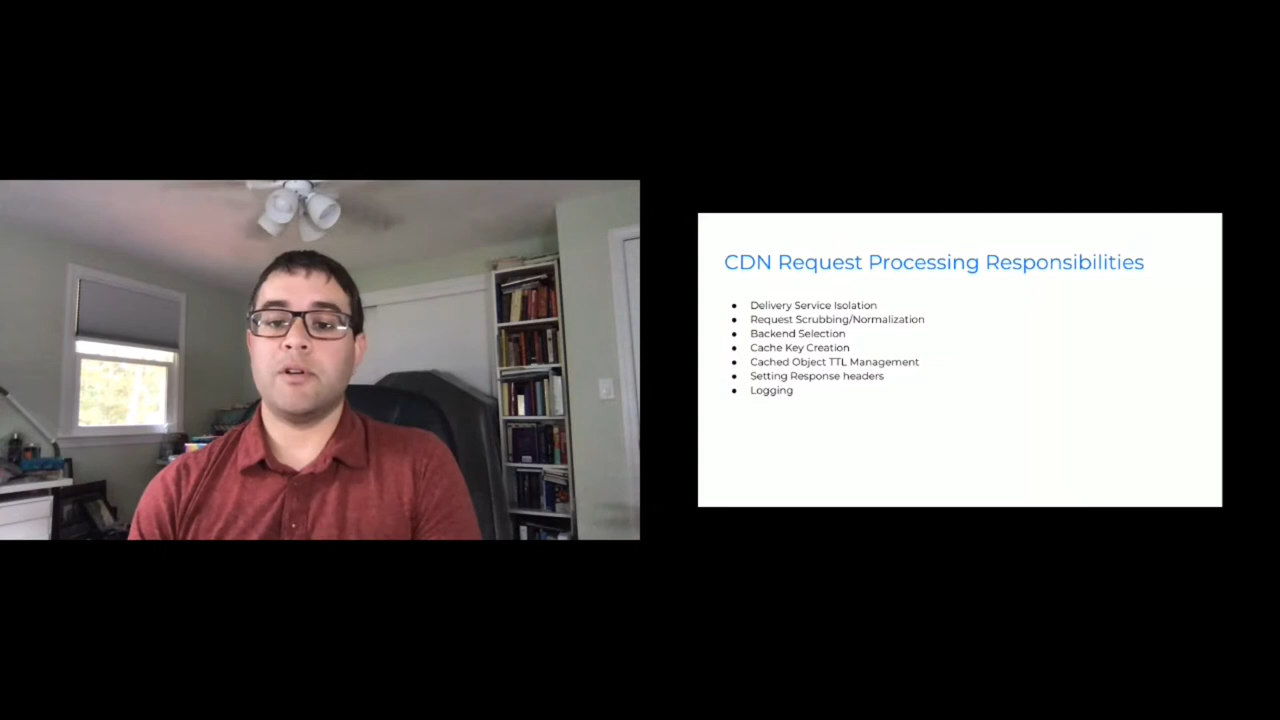 CDN Request Processing Responsibilities
● Delivery Service Isolation
● Request Scrubbing/Normalization
● Backend Selection
● Cache Key Creation
● Cached Object TTL Management
● Setting Response headers
● Logging